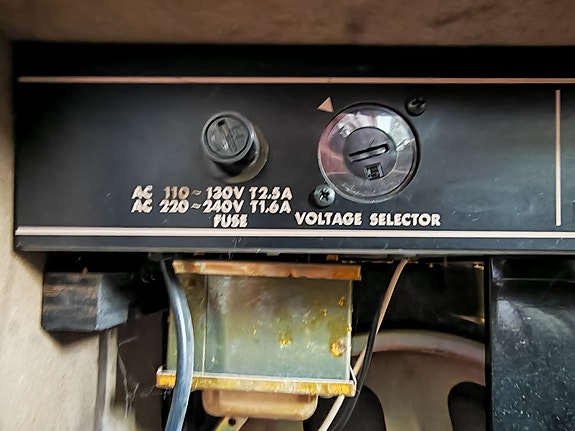 AC 110~130V T2.5A
AC 220~240V T1.6A
FUSE
VOLTAGE SELECTOR